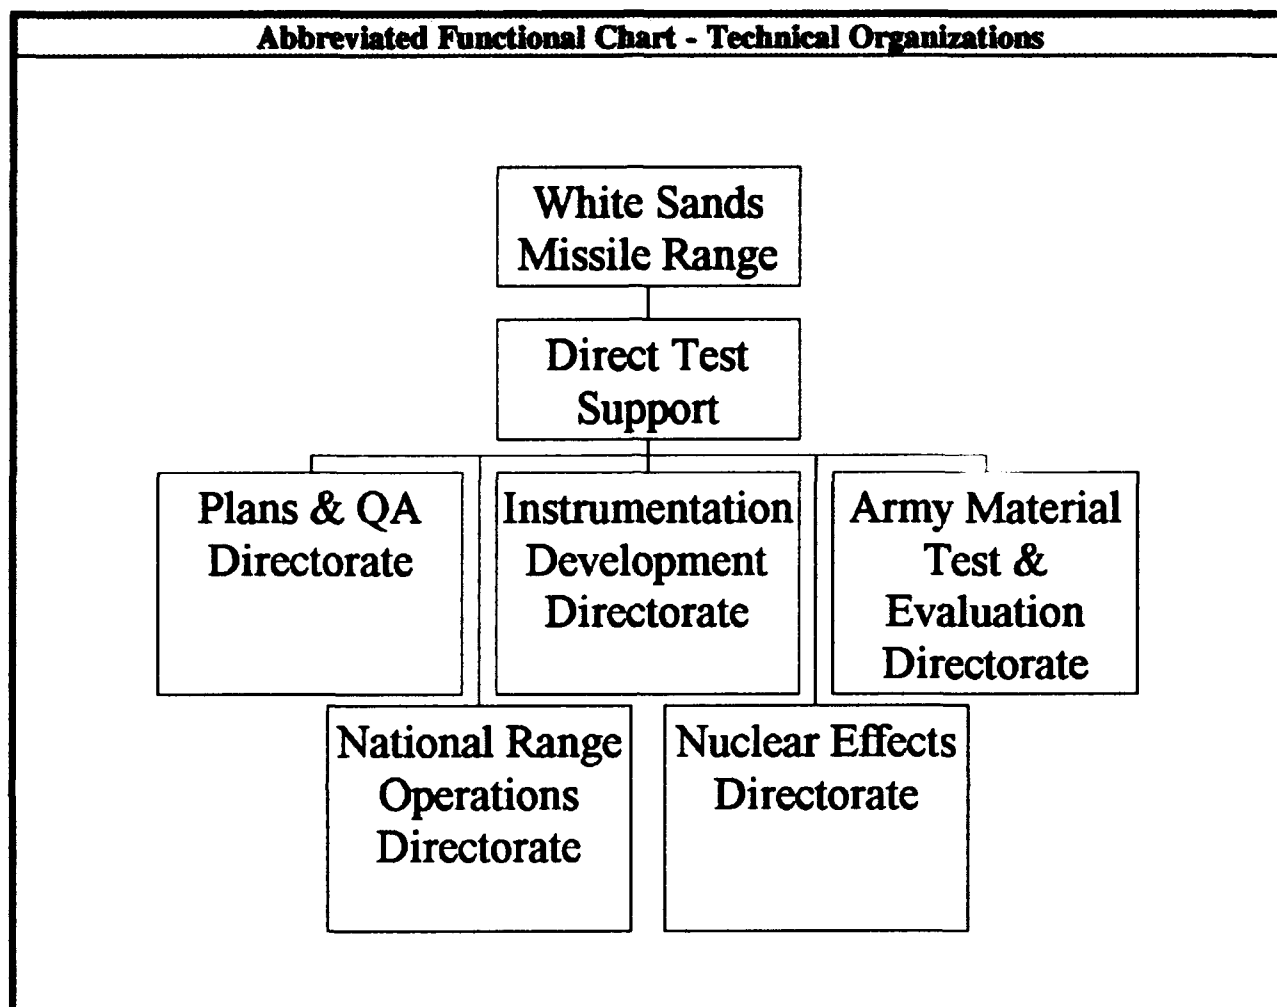 Abbreviated Functional Chart - Technical Organizations
White Sands
Missile Range
Direct Test
Support
Plans & QA
Directorate
Instrumentation
Development
Directorate
Army Material
Test &
Evaluation
Directorate
National Range
Operations
Directorate
Nuclear Effects
Directorate